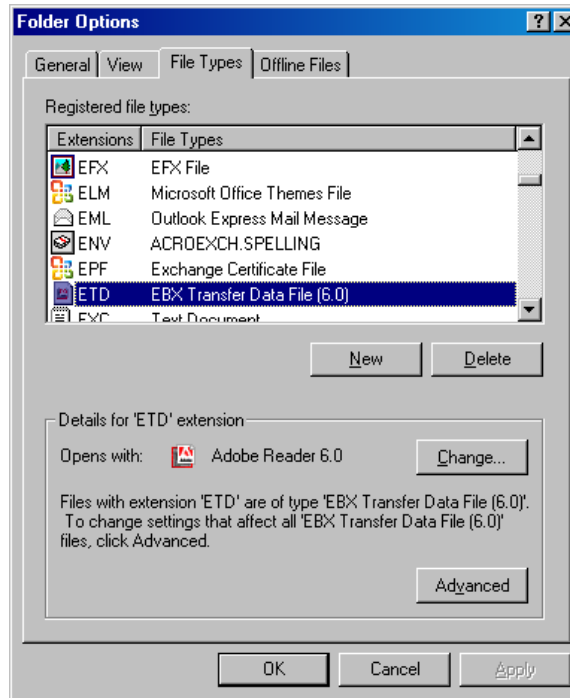 Folder Options
General View File Types Offline Files
Registered file types:
Extensions File Types
EFX EFX File
ELM Microsoft Office Themes File
EML Outlook Express Mail Message
ENV ACROEXCH.SPELLING
EPF Exchange Certificate File
ETD EBX Transfer Data File (6.0)
EXC Text Document
New Delete
Details for 'ETD' extension
Opens with: Adobe Reader 6.0 Change...
Files with extension 'ETD' are of type 'EBX Transfer Data File (6.0)'.
To change settings that affect all 'EBX Transfer Data File (6.0)'
files, click Advanced.
Advanced
OK Cancel Apply